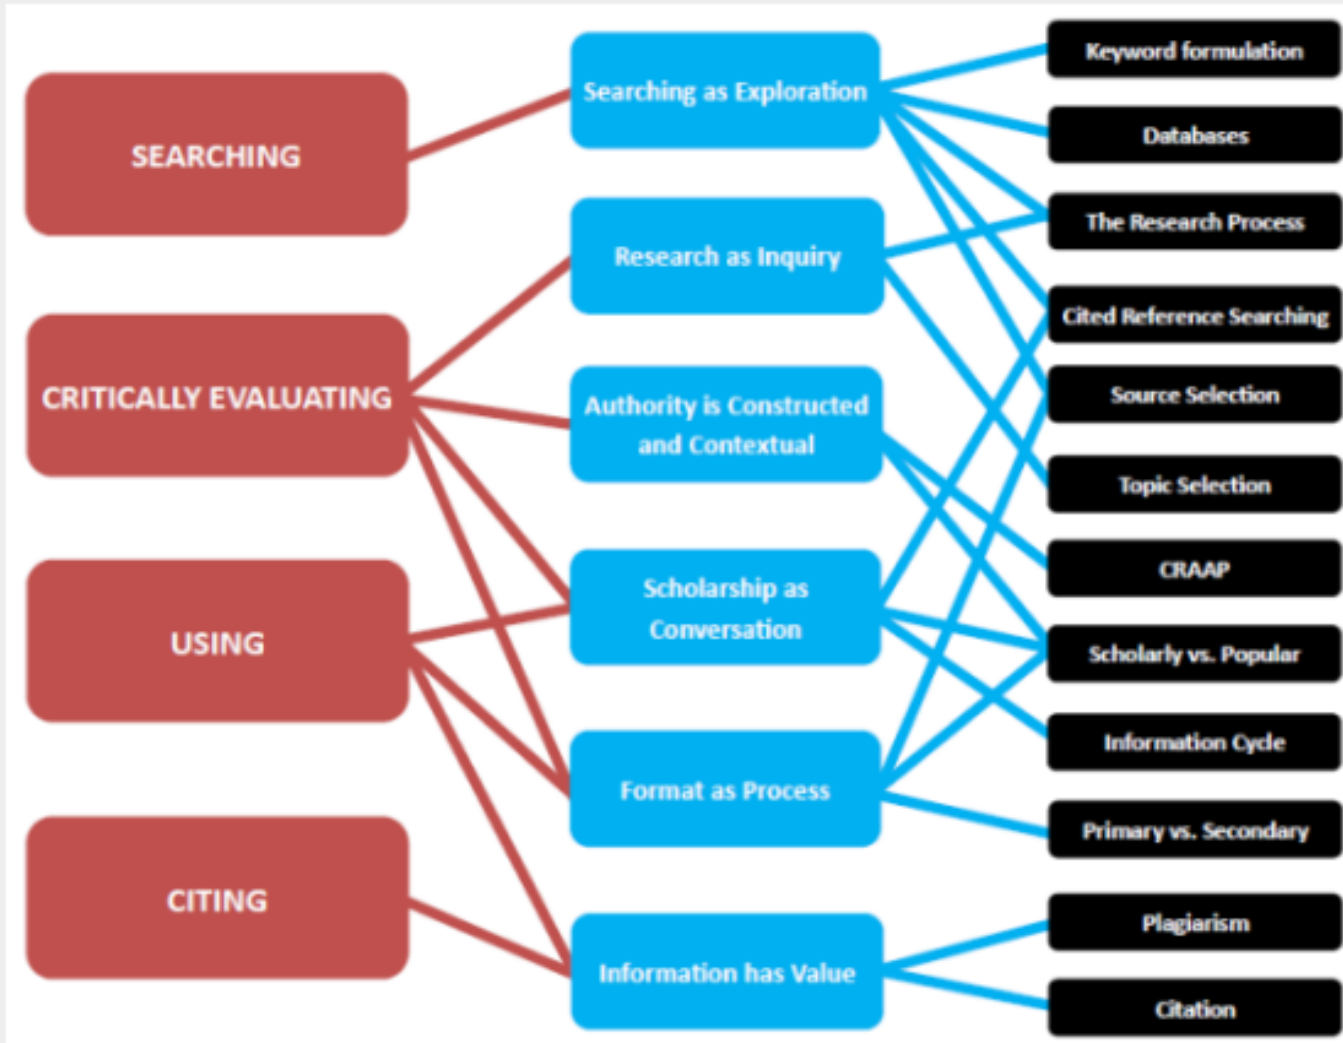 SEARCHING
CRITICALLY EVALUATING
USING
CITING
Searching as Exploration
Research as Inquiry
Authority is Constructed
and Contextual
Scholarship as
Conversation
Format as Process
Information has Value
Keyword formulation
Databases
The Research Process
Cited Reference Searching
Source Selection
Topic Selection
CRAAP
Scholarly vs. Popular
Information Cycle
Primary vs. Secondary
Plagiarism
Citation